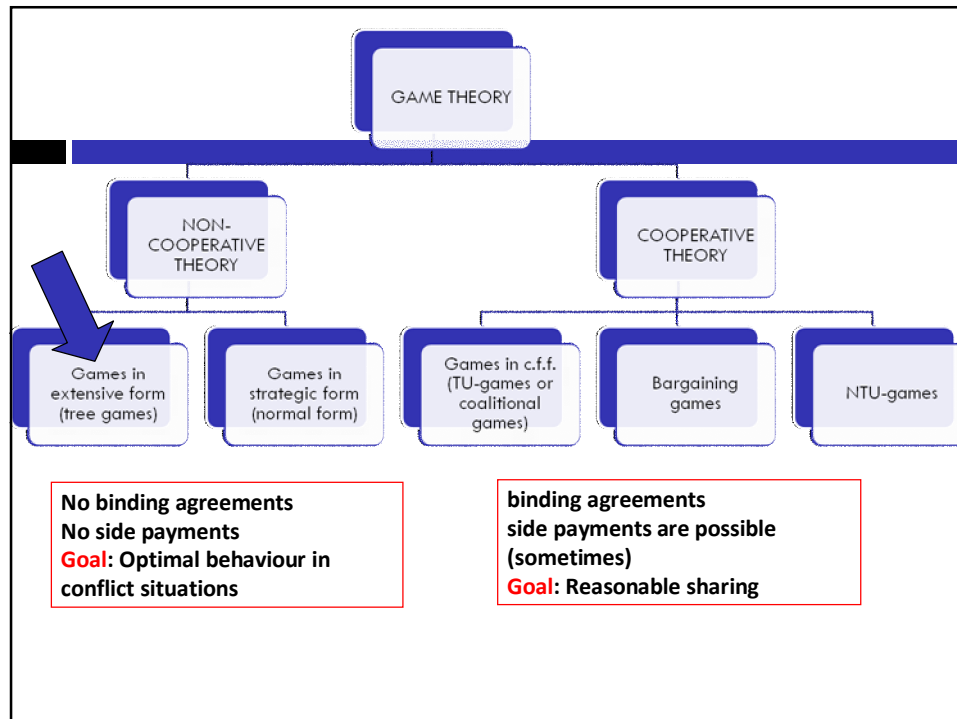 GAME THEORY
NON-
COOPERATIVE
THEORY
COOPERATIVE
THEORY
Games in
extensive form
(tree games)
Games in
strategic form
(normal form)
Games in c.f.f.
(TU-games or
coalitional
games)
Bargaining
games
NTU-games
No binding agreements
No side payments
Goal: Optimal behaviour in
conflict situations
binding agreements
side payments are possible
(sometimes)
Goal: Reasonable sharing